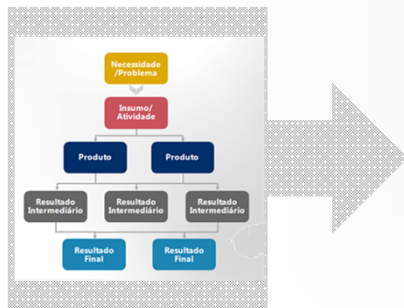 Necessidade
/Problema
Insumo/
Atividade
Produto
Produto
Resultado
Intermediário
Resultado
Intermediário
Resultado
Intermediário
Resultado
Final
Resultado
Final